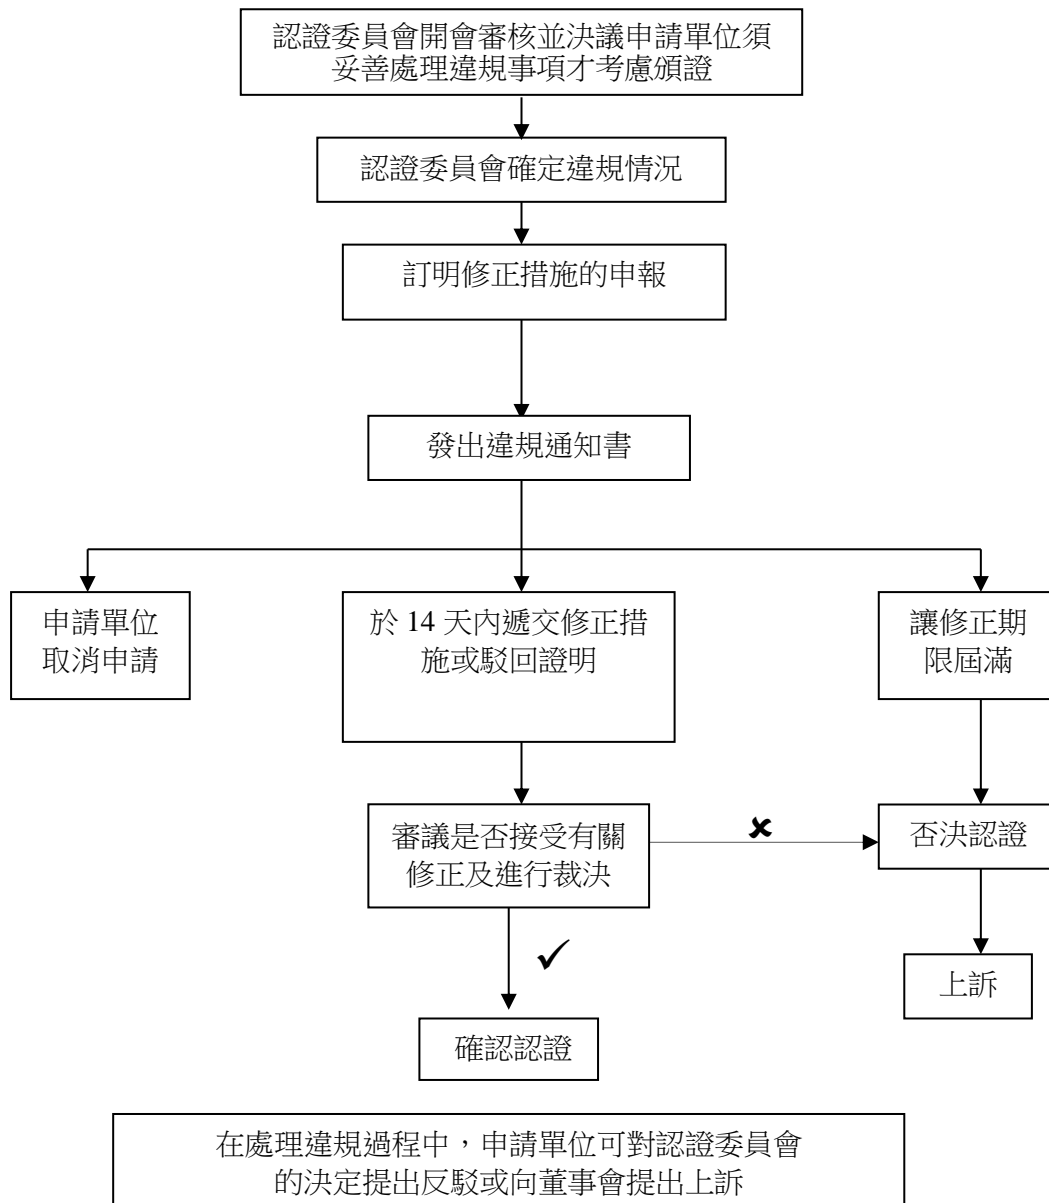 認證委員會開會審核並決議申請單位須
妥善處理違規事項才考慮頒證
認證委員會確定違規情況
訂明修正措施的申報
發出違規通知書
申請單位
取消申請
於 14 天內遞交修正措
施或駁回證明
讓修正期
限屆滿
審議是否接受有關
修正及進行裁決
否決認證
上訴
確認認證
在處理違規過程中，申請單位可對認證委員會
的決定提出反駁或向董事會提出上訴